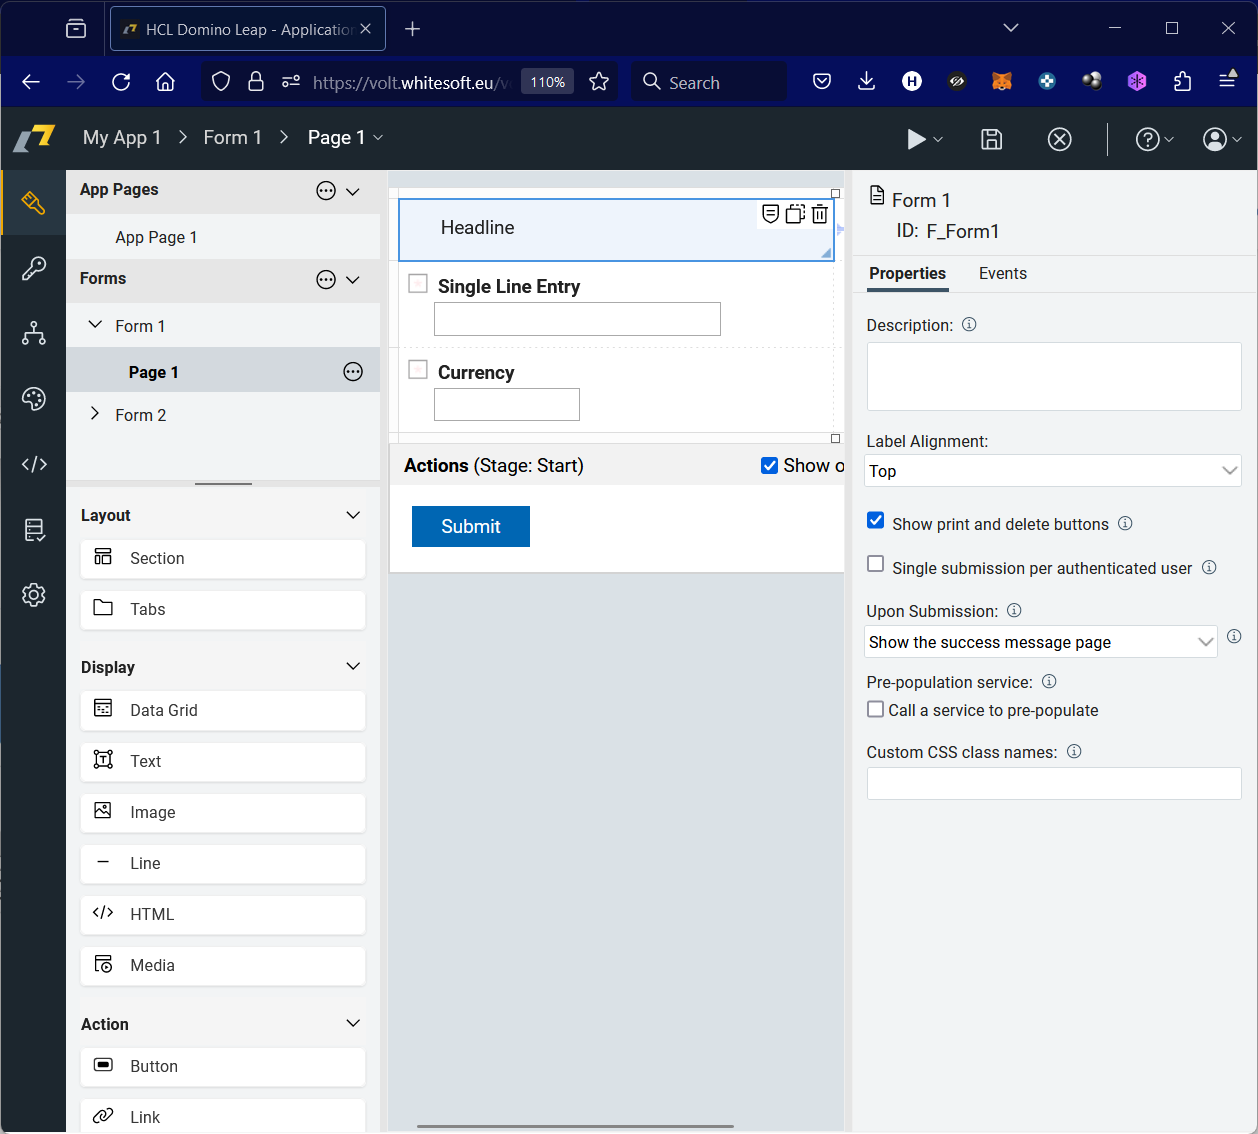 HCL Domino Leap - Application
https://volt.whitesoft.eu/v
110%
Search
H
My App 1 > Form 1 > Page 1
App Pages
App Page 1
Forms
Form 1
Page 1
Form 2
Layout
Section
Tabs
Display
Data Grid
Text
Image
Line
HTML
Media
Action
Button
Link
Headline
Single Line Entry
Currency
Actions (Stage: Start)
Show o
Submit
Form 1
ID: F_Form1
Properties
Events
Description:
Label Alignment:
Top
Show print and delete buttons
Single submission per authenticated user
Upon Submission:
Show the success message page
Pre-population service:
Call a service to pre-populate
Custom CSS class names: